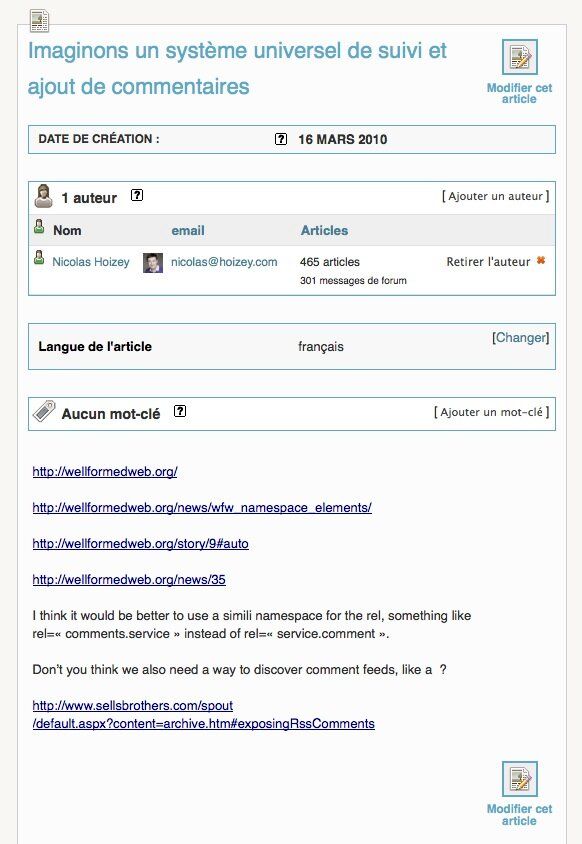 Imaginons un système universel de suivi et
ajout de commentaires
Modifier cet
article
DATE DE CRÉATION : ? 16 MARS 2010
1 auteur ? [ Ajouter un auteur ]
Nom email Articles
Nicolas Hoizey nicolas@hoizey.com 465 articles Retirer l'auteur
301 messages de forum
Langue de l'article français [Changer]
Aucun mot-clé ? [ Ajouter un mot-clé ]
http://wellformedweb.org/
http://wellformedweb.org/news/wfw_namespace_elements/
http://wellformedweb.org/story/9#auto
http://wellformedweb.org/news/35
I think it would be better to use a simili namespace for the rel, something like
rel=« comments.service » instead of rel=« service.comment ».
Don’t you think we also need a way to discover comment feeds, like a  ?
http://www.sellsbrothers.com/spout
/default.aspx?content=archive.htm#exposingRssComments
Modifier cet
article